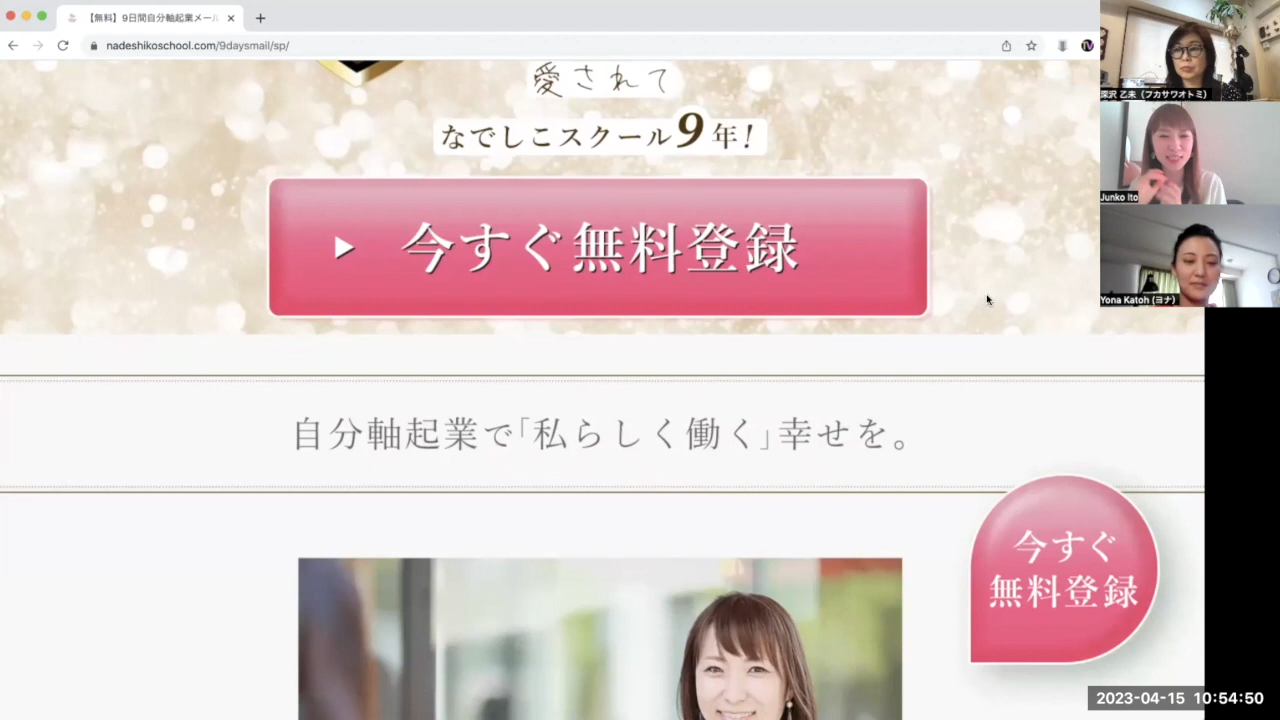 【無料】9日間自分軸起業メール
nadeshikoschool.com/9daysmail/sp/
愛されて
なでしこスクール9年!
今すぐ無料登録
自分軸起業で「私らしく働く」幸せを。
今すぐ
無料登録
深沢 乙未（フカサワオトミ）
Junko Ito
Yona Katoh (ヨナ)
2023-04-15 10:54:50